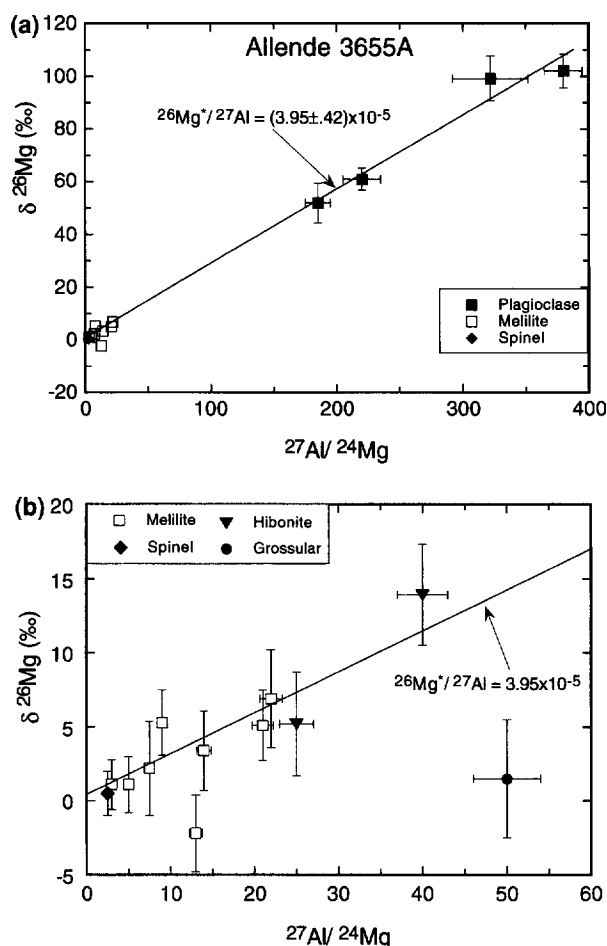 (a)
Allende 3655A
²⁶Mg*/²⁷Al = (3.95±.42)x10⁻⁵
120
100
80
60
40
20
0
-20
δ ²⁶Mg (‰)
■ Plagioclase
□ Melilite
◆ Spinel
0 100 200 300 400
²⁷Al/ ²⁴Mg
(b)
□ Melilite ▼ Hibonite
◆ Spinel ● Grossular
20
15
10
5
0
-5
δ ²⁶Mg (‰)
²⁶Mg*/ ²⁷Al = 3.95x10⁻⁵
0 10 20 30 40 50 60
²⁷Al/ ²⁴Mg